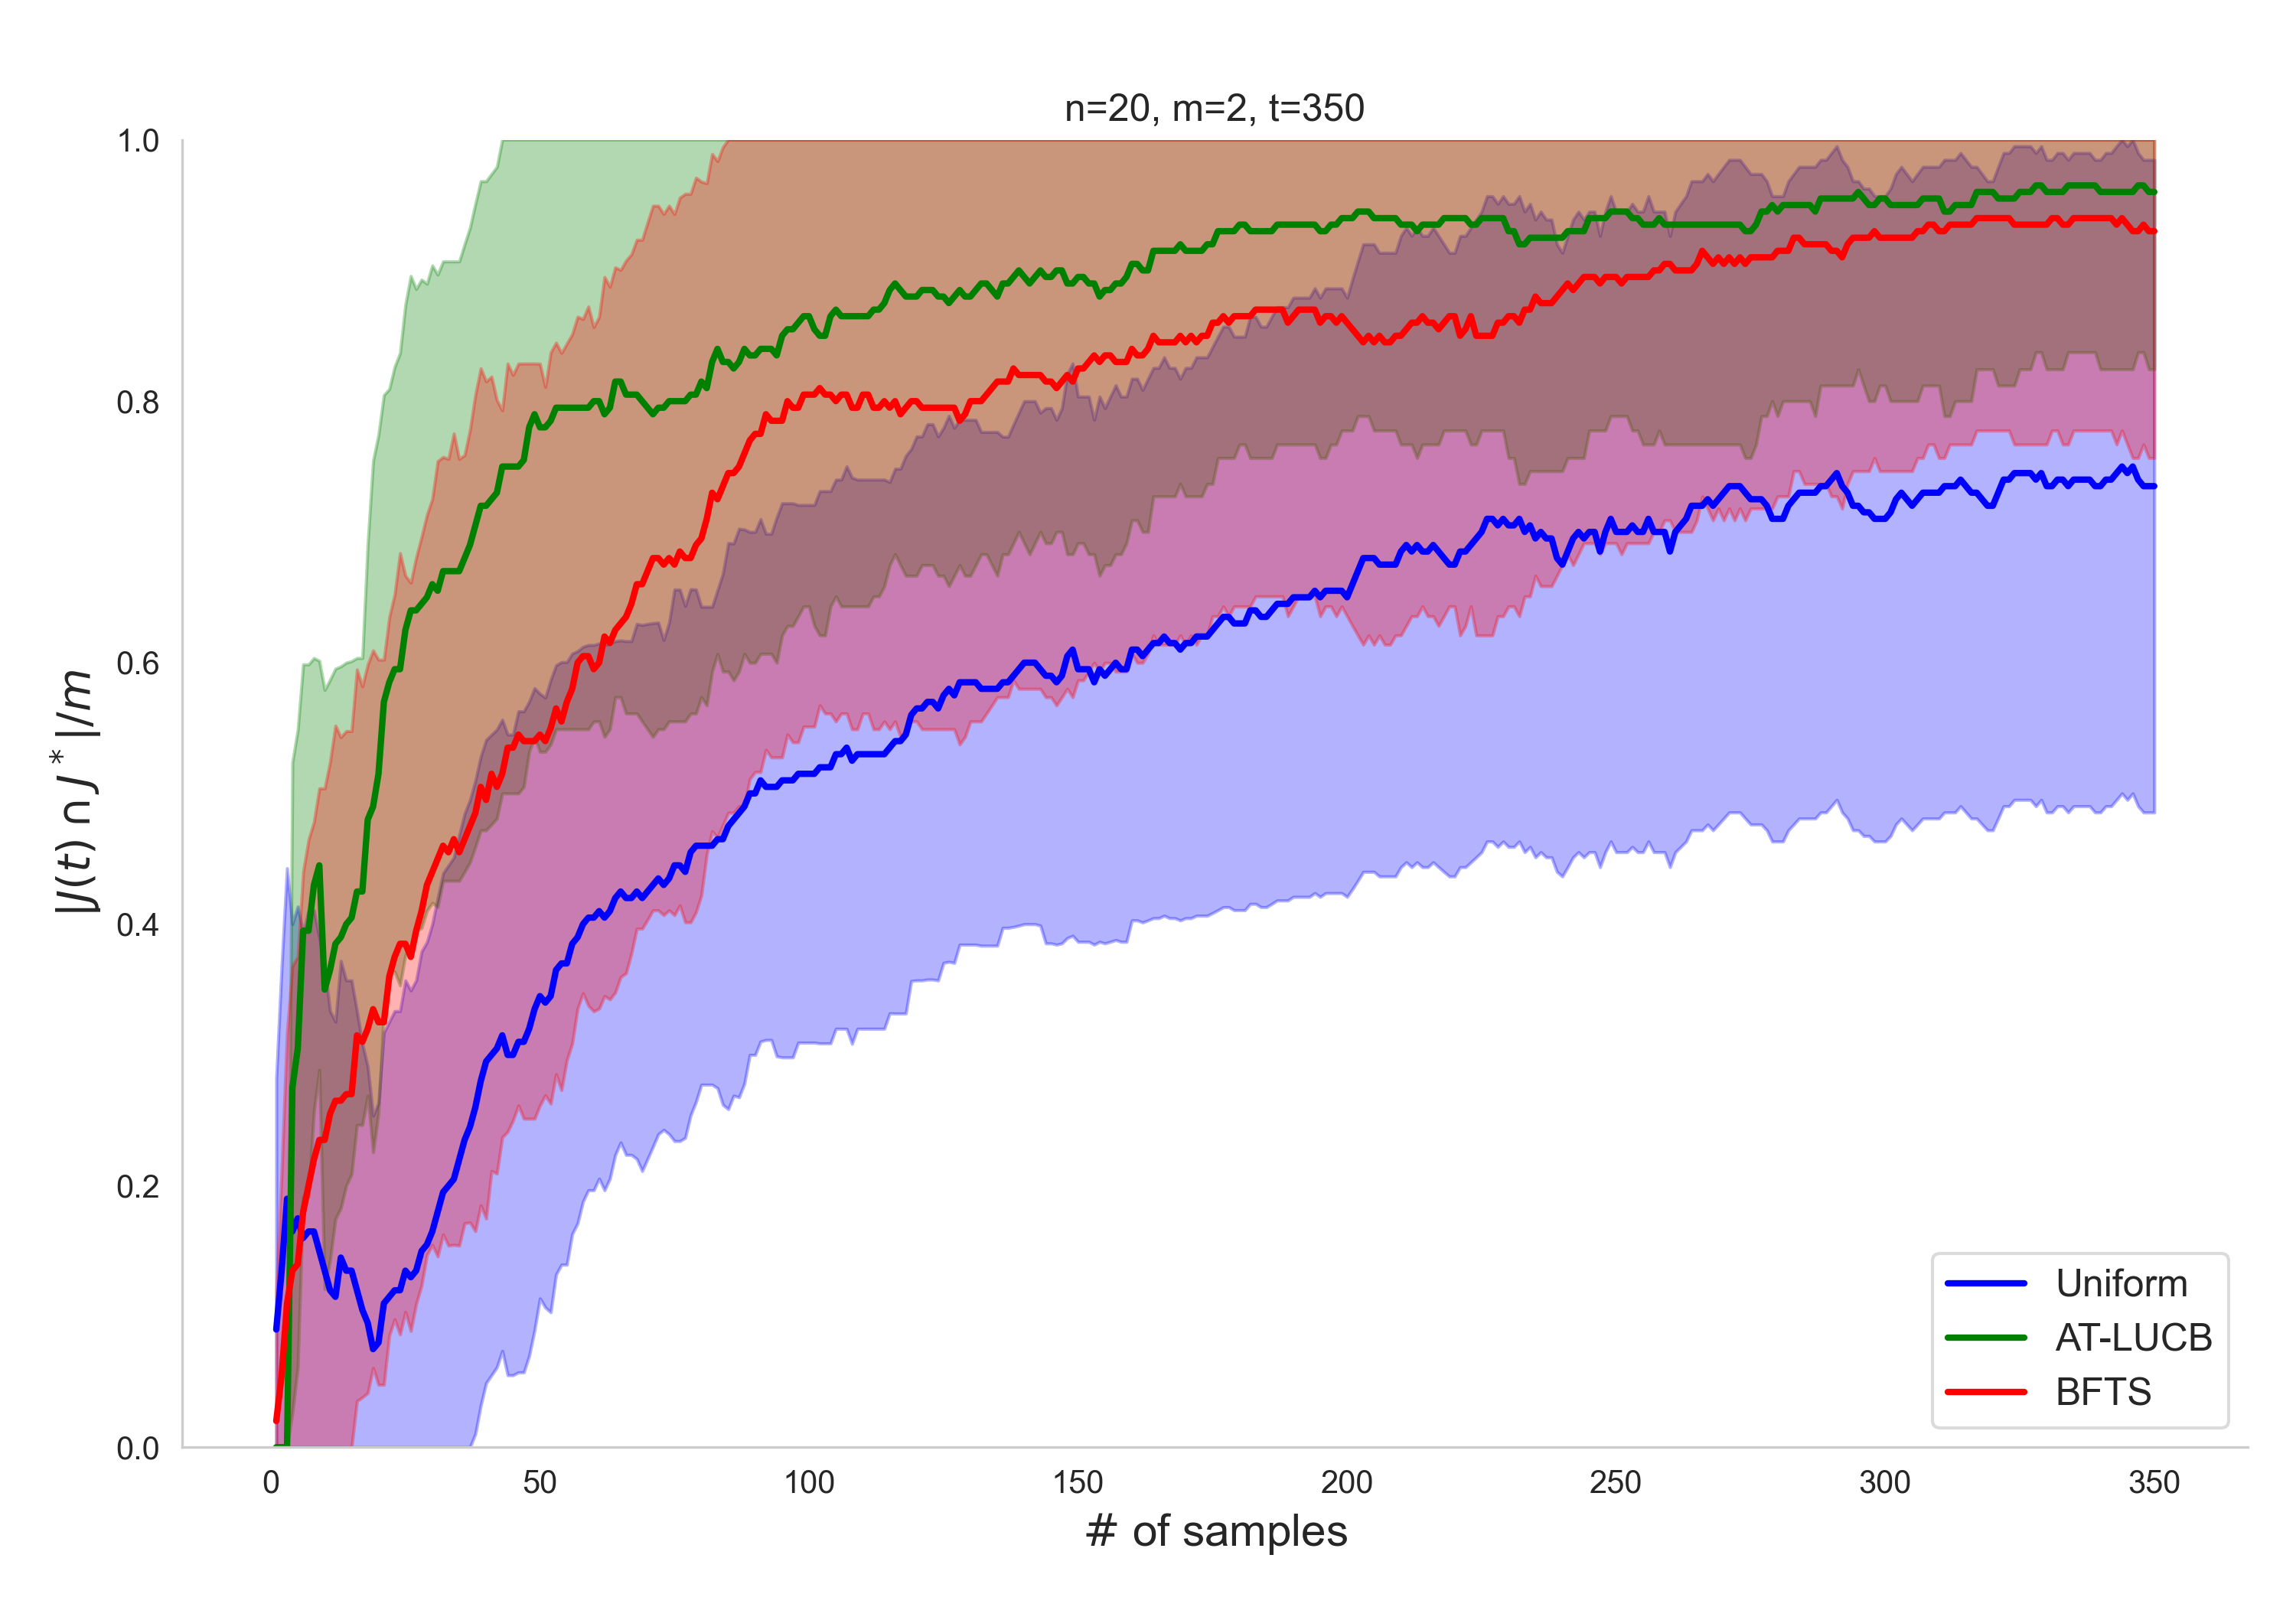 n=20, m=2, t=350
1.0
0.8
0.6
0.4
0.2
0.0
|J(t) ∩ J*|/m
0 50 100 150 200 250 300 350
# of samples
Uniform
AT-LUCB
BFTS